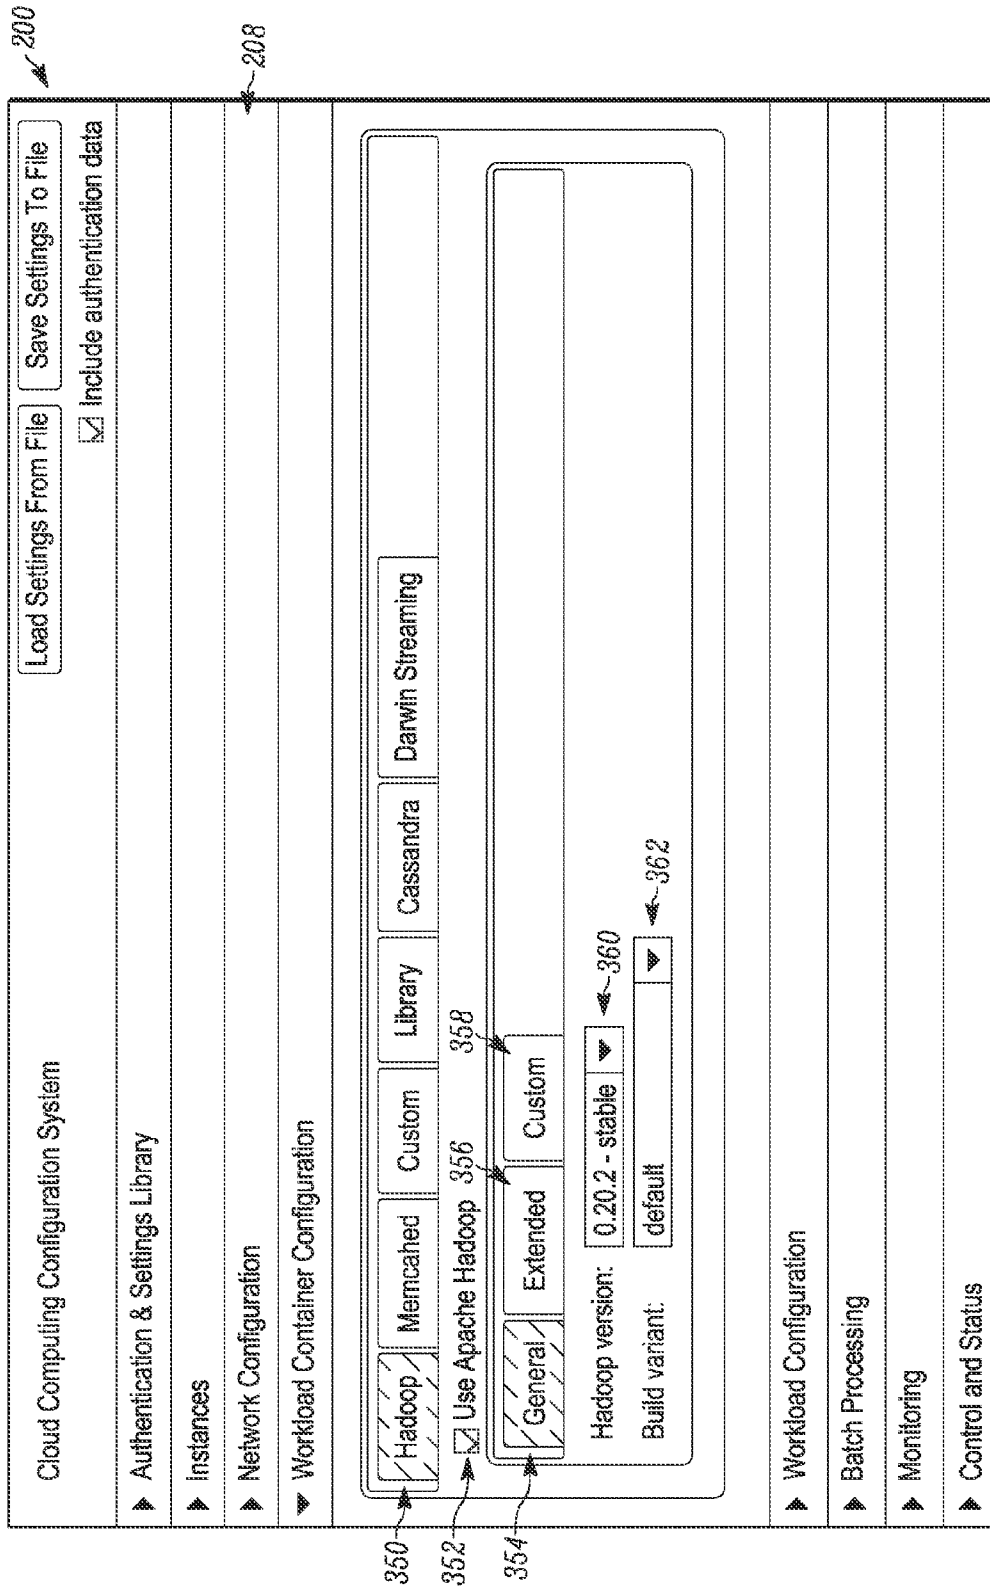 200
Cloud Computing Configuration System
Load Settings From File
Save Settings To File
Include authentication data
Authentication & Settings Library
Instances
Network Configuration
208
Workload Container Configuration
350
Hadoop
Memcahed
Custom
Library
Cassandra
Darwin Streaming
352
Use Apache Hadoop
356
358
354
General
Extended
Custom
Hadoop version:
0.20.2 - stable
360
Build variant:
default
362
Workload Configuration
Batch Processing
Monitoring
Control and Status